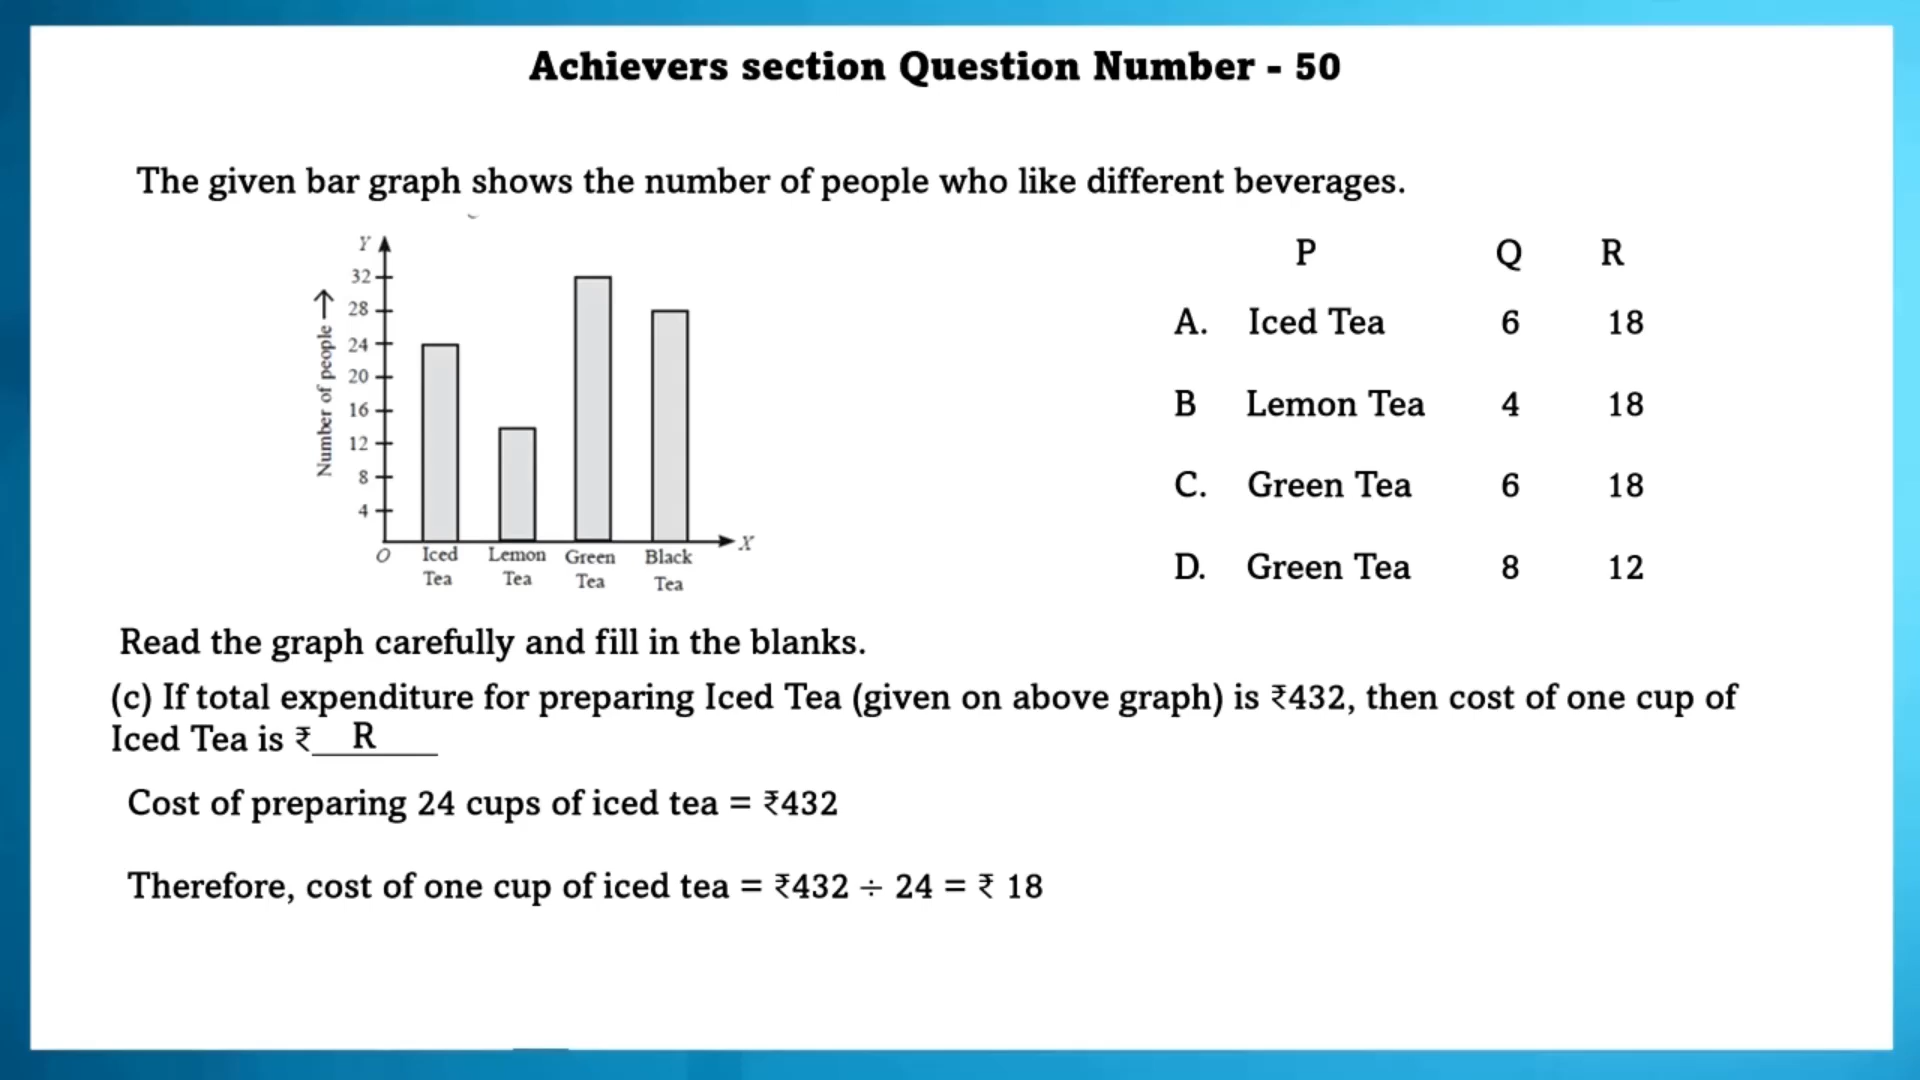 Achievers section Question Number - 50
The given bar graph shows the number of people who like different beverages.
Y
32
28
24
20
16
12
8
4
O
Number of people
X
Iced Tea
Lemon Tea
Green Tea
Black Tea
P Q R
A. Iced Tea 6 18
B Lemon Tea 4 18
C. Green Tea 6 18
D. Green Tea 8 12
Read the graph carefully and fill in the blanks.
(c) If total expenditure for preparing Iced Tea (given on above graph) is ₹432, then cost of one cup of
Iced Tea is ₹___R____
Cost of preparing 24 cups of iced tea = ₹432
Therefore, cost of one cup of iced tea = ₹432 ÷ 24 = ₹ 18